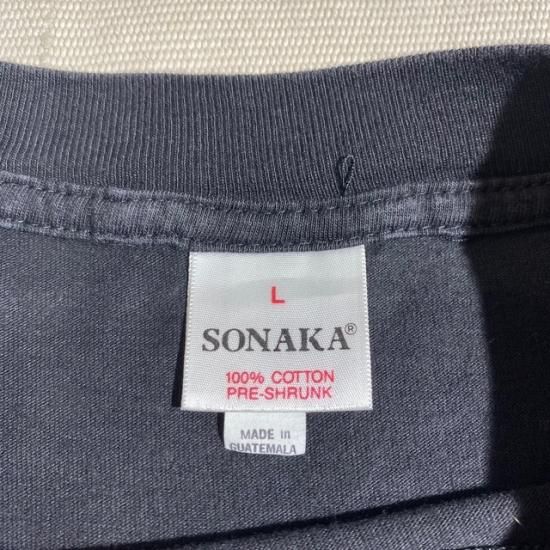 L
SONAKA®
100% COTTON
PRE-SHRUNK
MADE in
GUATEMALA